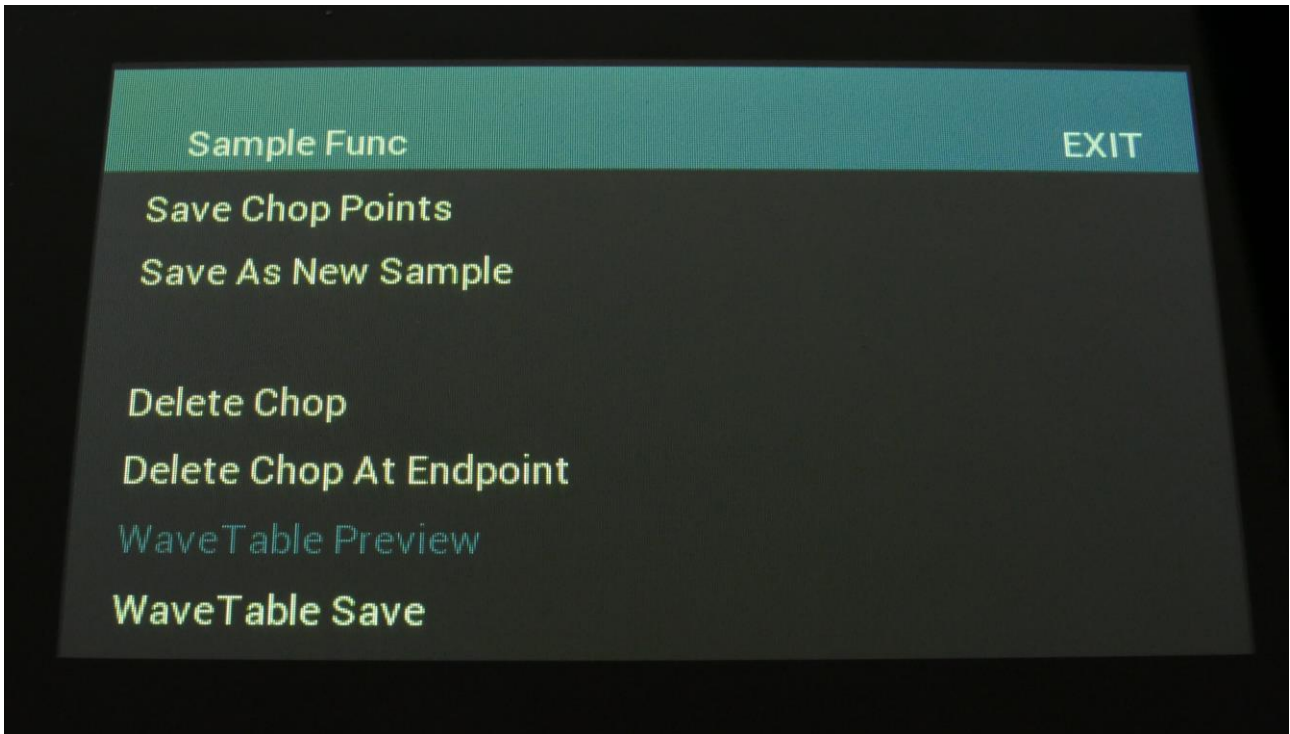 Sample Func EXIT
Save Chop Points
Save As New Sample
Delete Chop
Delete Chop At Endpoint
WaveTable Preview
WaveTable Save